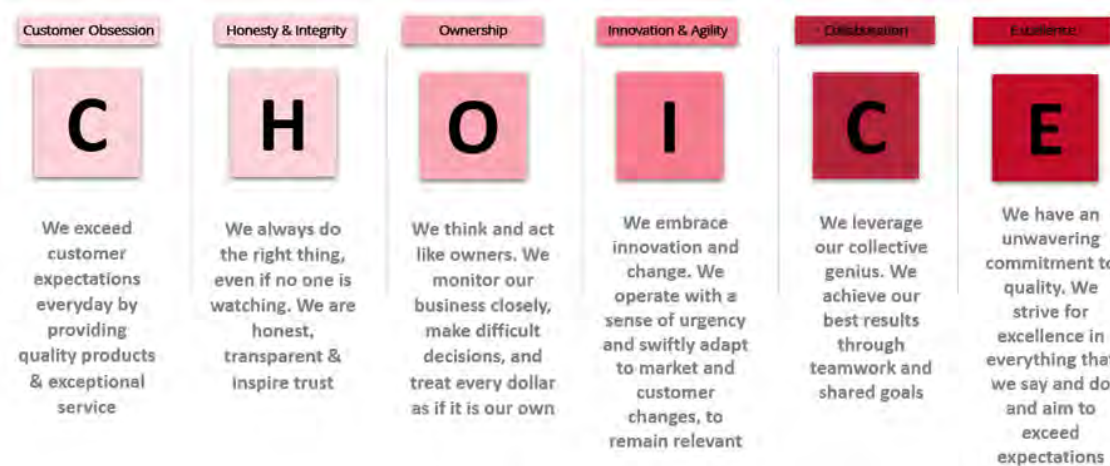 Customer Obsession
C
We exceed
customer
expectations
everyday by
providing
quality products
& exceptional
service
Honesty & Integrity
H
We always do
the right thing,
even if no one is
watching. We are
honest,
transparent &
inspire trust
Ownership
O
We think and act
like owners. We
monitor our
business closely,
make difficult
decisions, and
treat every dollar
as if it is our own
Innovation & Agility
I
We embrace
innovation and
change. We
operate with a
sense of urgency
and swiftly adapt
to market and
customer
changes, to
remain relevant
Collaboration
C
We leverage
our collective
genius. We
achieve our
best results
through
teamwork and
shared goals
Excellence
E
We have an
unwavering
commitment to
quality. We
strive for
excellence in
everything that
we say and do
and aim to
exceed
expectations